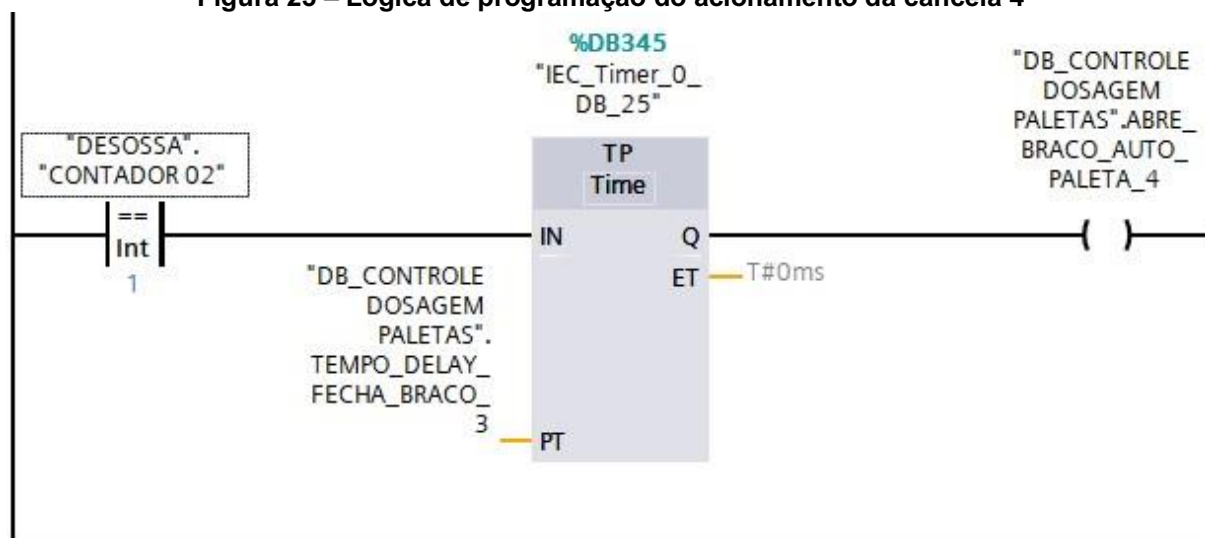 Figura 25 – Lógica de programação do acionamento da cancela 4
%DB345
"IEC_Timer_0_
DB_25"
"DB_CONTROLE
DOSAGEM
PALETAS".ABRE_
BRACO_AUTO_
PALETA_4
"DESOSSA".
"CONTADOR 02"
TP
Time
==
Int
1
IN
Q
"DB_CONTROLE
DOSAGEM
PALETAS".
TEMPO_DELAY_
FECHA_BRACO_
3
ET
T#0ms
PT